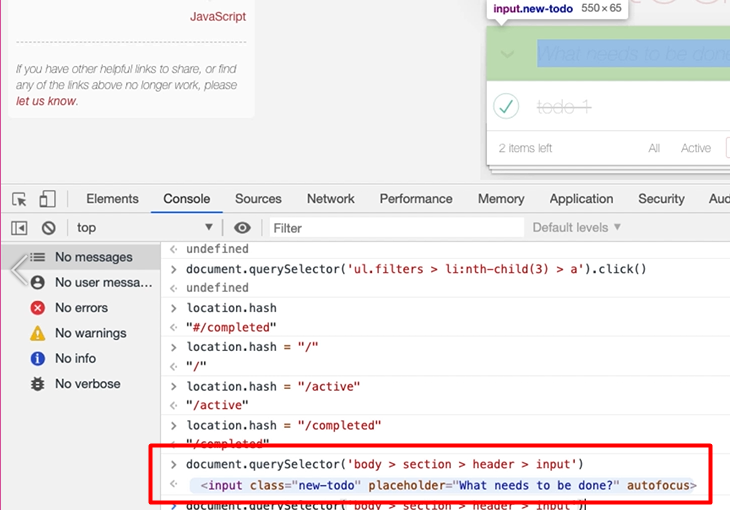 JavaScript
If you have other helpful links to share, or find
any of the links above no longer work, please
let us know.
input.new-todo 550 × 65
What needs to be done
todo 1
2 items left All Active
Elements Console Sources Network Performance Memory Application Security
top Filter Default levels
No messages
No user messa...
No errors
No warnings
No info
No verbose
undefined
document.querySelector('ul.filters > li:nth-child(3) > a').click()
undefined
location.hash
"#/completed"
location.hash = "/"
"/"
location.hash = "/active"
"/active"
location.hash = "/completed"
"/completed"
document.querySelector('body > section > header > input')
<input class="new-todo" placeholder="What needs to be done?" autofocus>
document.querySelector('body > section > header > input')